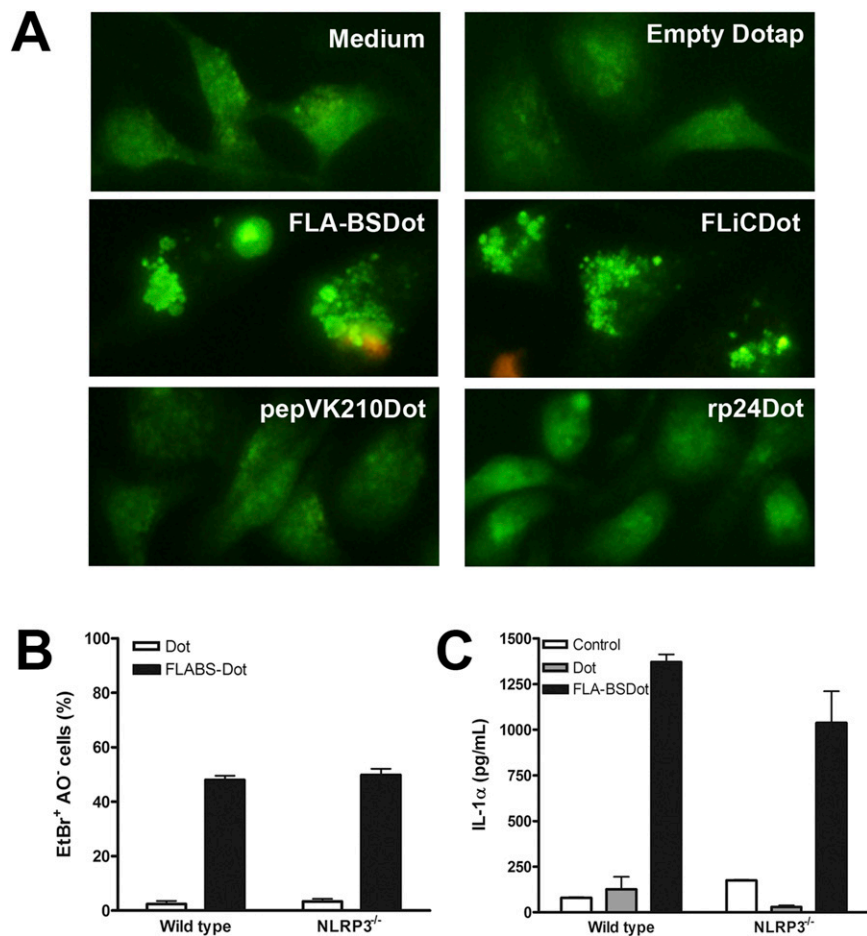 A
Medium
Empty Dotap
FLA-BSDot
FLiCDot
pepVK210Dot
rp24Dot
B
Dot
FLABS-Dot
EtBr⁺ AO⁻ cells (%)
100
80
60
40
20
0
Wild type
NLRP3⁻/⁻
C
Control
Dot
FLA-BSDot
IL-1α (pg/mL)
1500
1250
1000
750
500
250
0
Wild type
NLRP3⁻/⁻